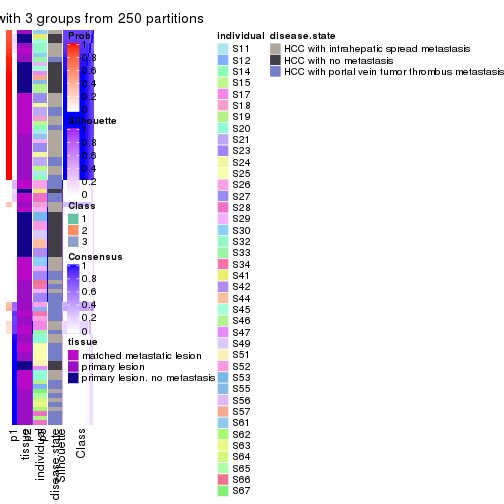 with 3 groups from 250 partitions
Prob
1
0.8
0.6
0.4
0.2
0
Silhouette
1
0.8
0.6
0.4
0.2
0
Class
1
2
3
Consensus
1
0.8
0.6
0.4
0.2
0
tissue
matched metastatic lesion
primary lesion
primary lesion. no metastasis
individual
S11
S12
S14
S15
S17
S18
S19
S20
S21
S23
S24
S25
S26
S27
S28
S29
S30
S32
S33
S34
S41
S42
S44
S45
S46
S47
S49
S51
S52
S53
S55
S56
S57
S61
S62
S63
S64
S65
S66
S67
disease.state
HCC with intrahepatic spread metastasis
HCC with no metastasis
HCC with portal vein tumor thrombus metastasis
p1
tissue
individual
disease.state
Silhouette
Class